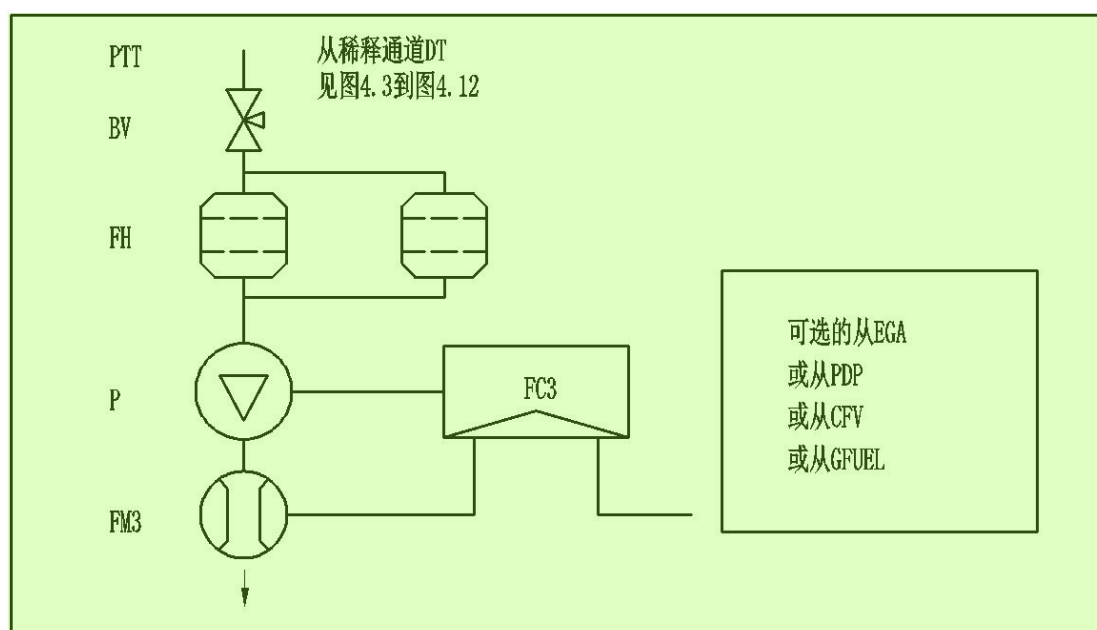 PTT
从稀释通道DT
见图4.3到图4.12
BV
FH
P
FC3
FM3
可选的从EGA
或从PDP
或从CFV
或从GFUEL